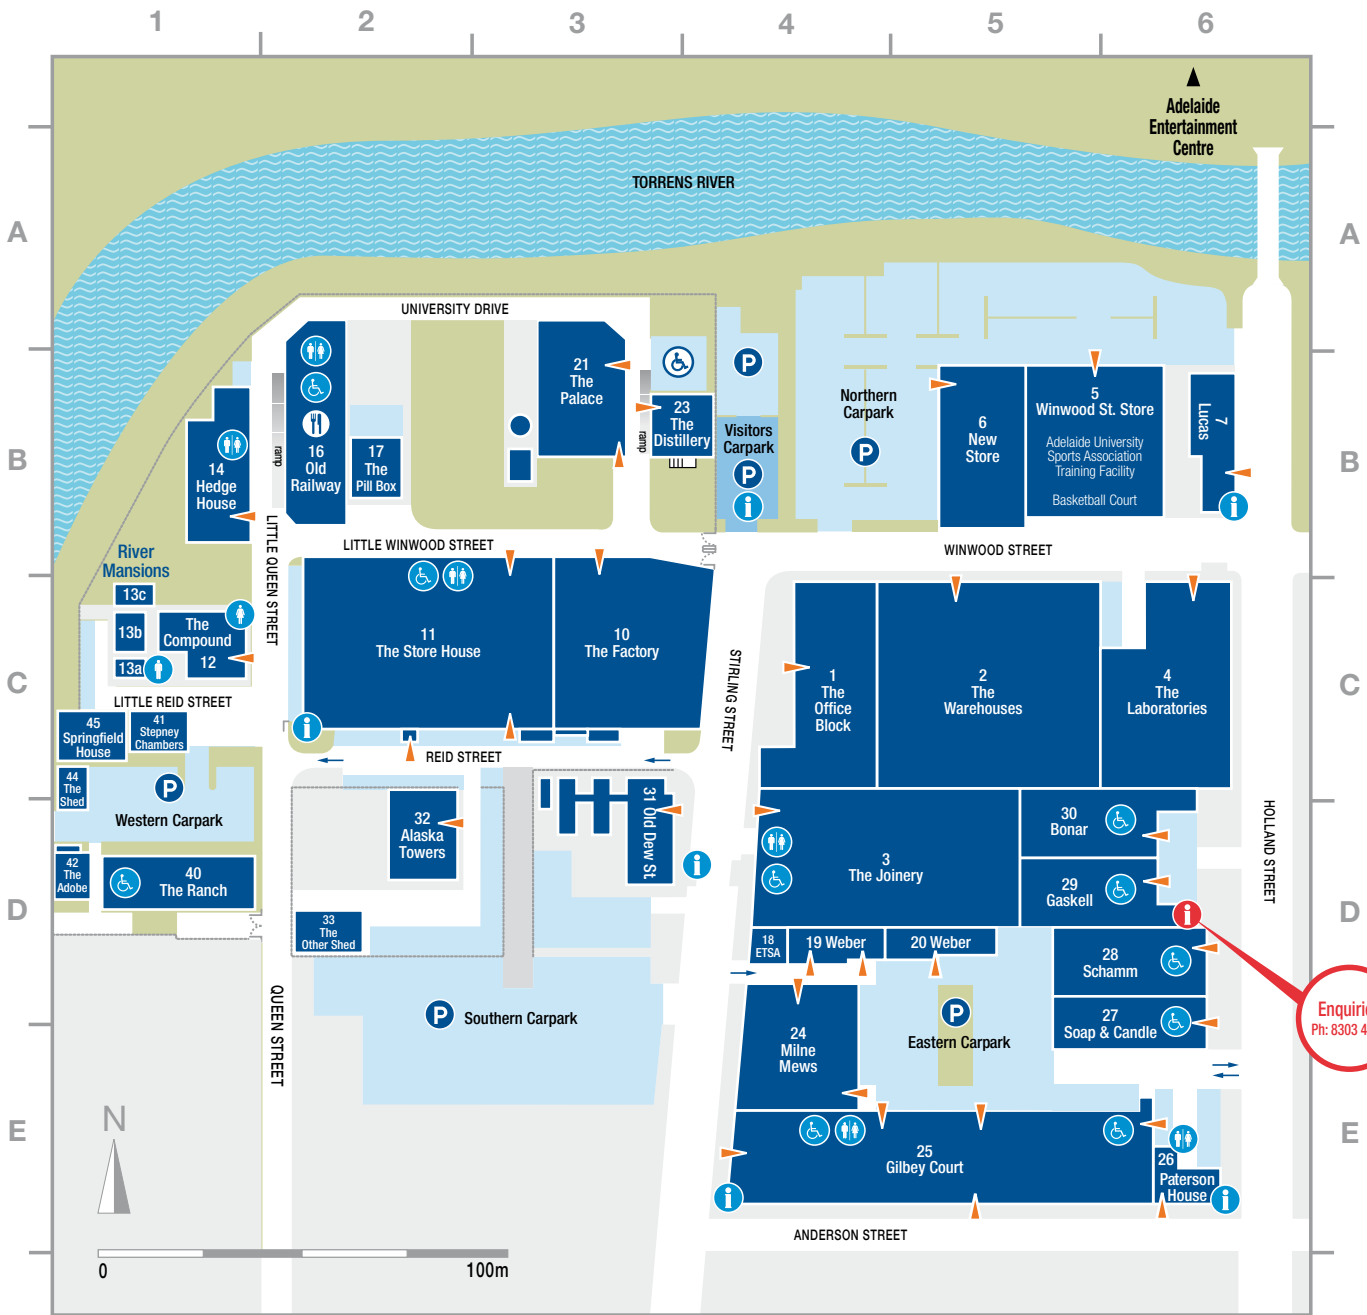 1
2
3
4
5
6
Adelaide
Entertainment
Centre
TORRENS RIVER
A
A
UNIVERSITY DRIVE
21
The
Palace
P
Northern
Carpark
P
5
Winwood St. Store
Adelaide University
Sports Association
Training Facility
Basketball Court
6
New
Store
7
Lucas
23
The
Distillery
ramp
Visitors
Carpark
P
i
i
B
B
14
Hedge
House
ramp
16
Old
Railway
17
The
Pill Box
LITTLE QUEEN STREET
LITTLE WINWOOD STREET
WINWOOD STREET
River
Mansions
13c
13b
13a
The
Compound
12
11
The Store House
10
The Factory
STIRLING STREET
1
The
Office
Block
2
The
Warehouses
4
The
Laboratories
C
C
LITTLE REID STREET
45
Springfield
House
41
Stepney
Chambers
i
REID STREET
44
The
Shed
P
Western Carpark
32
Alaska
Towers
31 Old Dew St.
i
3
The Joinery
30
Bonar
29
Gaskell
HOLLAND STREET
42
The
Adobe
40
The Ranch
D
D
33
The
Other Shed
18
ETSA
19 Weber
20 Weber
i
28
Schamm
27
Soap & Candle
QUEEN STREET
P
Southern Carpark
24
Milne
Mews
P
Eastern Carpark
Ph: 8303 4
N
E
E
25
Gilbey Court
26
Paterson
House
i
i
ANDERSON STREET
0
100m